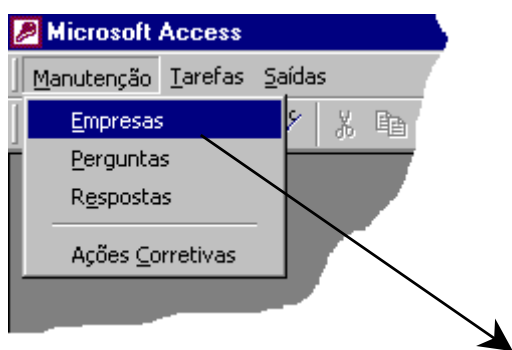 Microsoft Access
Manutenção Tarefas Saídas
Empresas
Perguntas
Respostas
Ações Corretivas